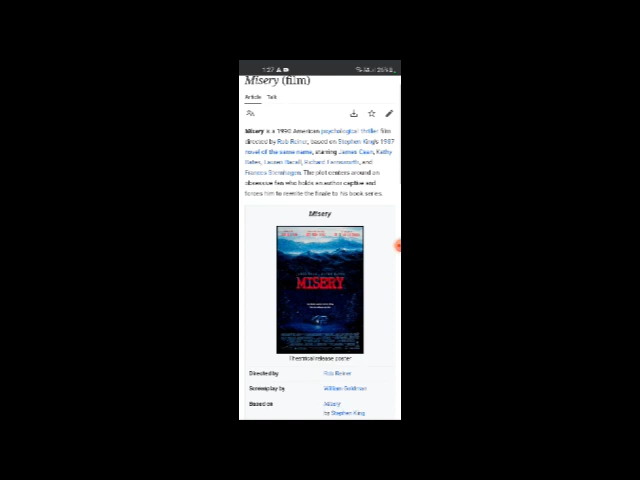 1:27
Misery (film)
Article Talk
Misery is a 1990 American psychological thriller film
directed by Rob Reiner, based on Stephen King's 1987
novel of the same name, starring James Caan, Kathy
Bates, Lauren Bacall, Richard Farnsworth, and
Frances Sternhagen. The plot centers around an
obsessive fan who holds an author captive and
forces him to rewrite the finale to his book series.
Misery
MISERY
Theatrical release poster
Directed by Rob Reiner
Screenplay by William Goldman
Based on Misery
by Stephen King